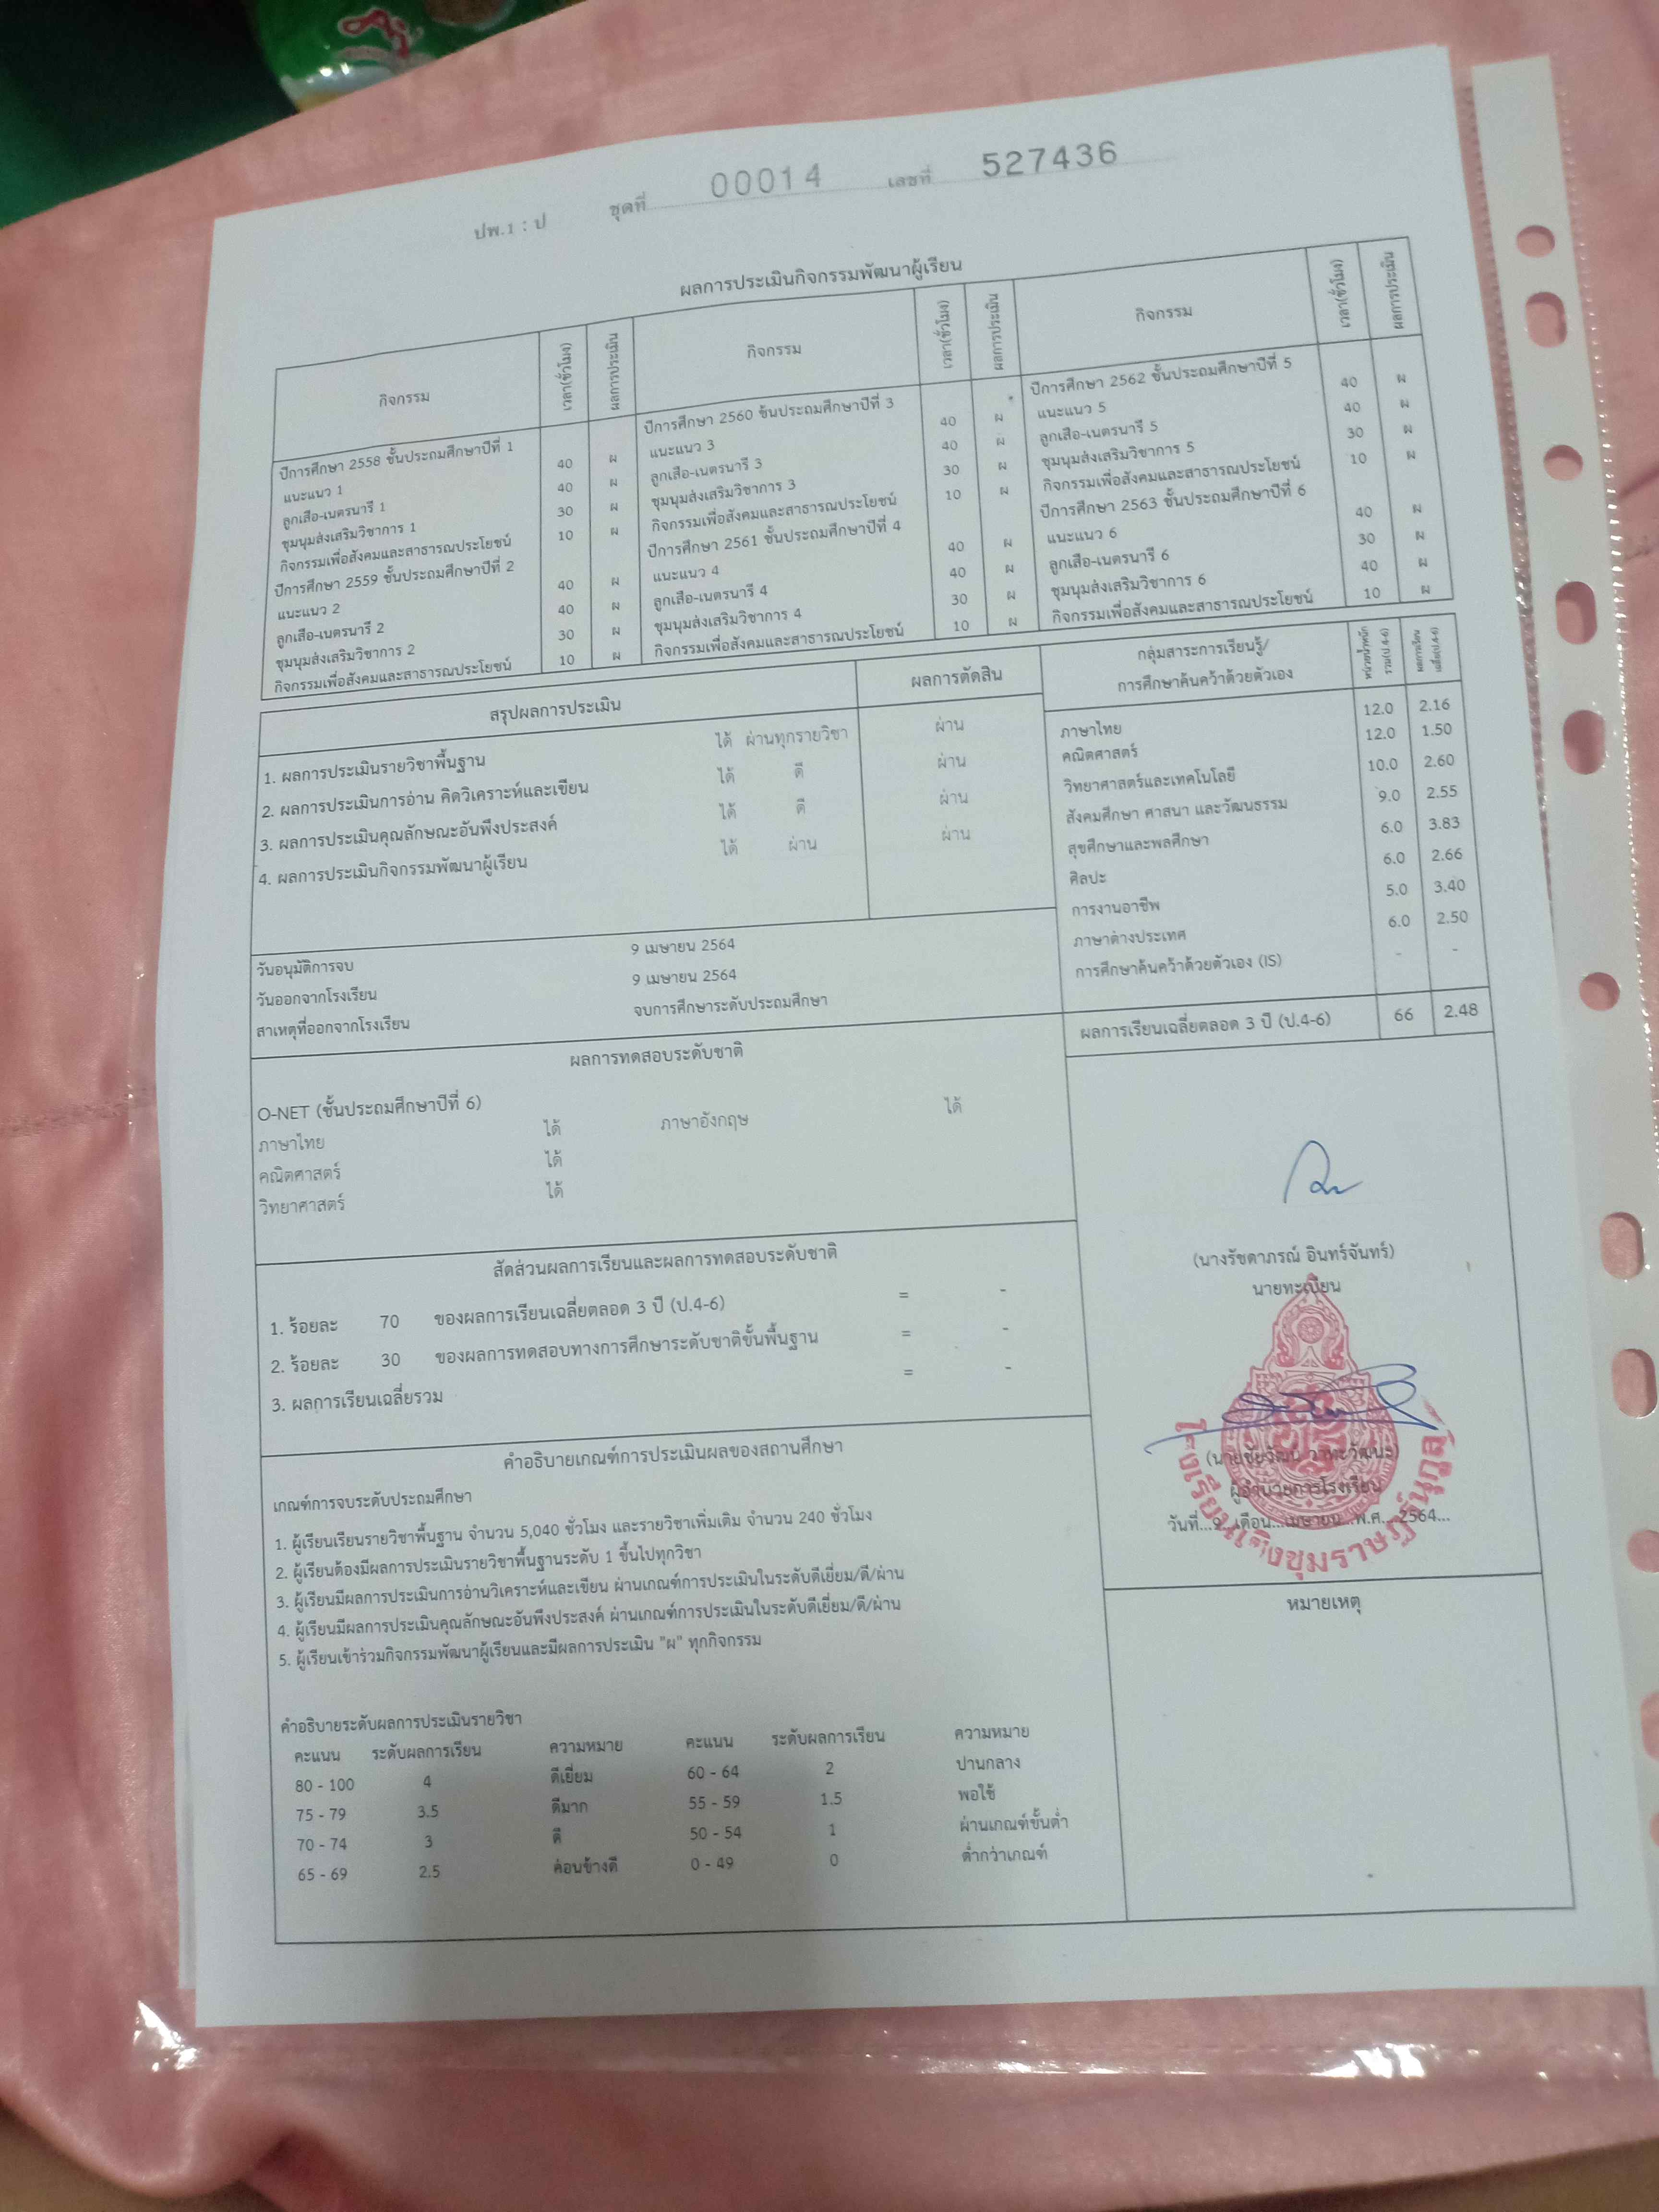 ปพ.1 : ป ชุดที่ 00014 เลขที่ 527436
ผลการประเมินกิจกรรมพัฒนาผู้เรียน
กิจกรรม เวลา(ชั่วโมง) ผลการประเมิน กิจกรรม เวลา(ชั่วโมง) ผลการประเมิน กิจกรรม เวลา(ชั่วโมง) ผลการประเมิน
ปีการศึกษา 2558 ชั้นประถมศึกษาปีที่ 1
แนะแนว 1 40 ผ
ลูกเสือ-เนตรนารี 1 40 ผ
ชุมนุมส่งเสริมวิชาการ 1 30 ผ
กิจกรรมเพื่อสังคมและสาธารณประโยชน์ 10 ผ
ปีการศึกษา 2559 ชั้นประถมศึกษาปีที่ 2
แนะแนว 2 40 ผ
ลูกเสือ-เนตรนารี 2 40 ผ
ชุมนุมส่งเสริมวิชาการ 2 30 ผ
กิจกรรมเพื่อสังคมและสาธารณประโยชน์ 10 ผ
ปีการศึกษา 2560 ชั้นประถมศึกษาปีที่ 3
แนะแนว 3 40 ผ
ลูกเสือ-เนตรนารี 3 40 ผ
ชุมนุมส่งเสริมวิชาการ 3 30 ผ
กิจกรรมเพื่อสังคมและสาธารณประโยชน์ 10 ผ
ปีการศึกษา 2561 ชั้นประถมศึกษาปีที่ 4
แนะแนว 4 40 ผ
ลูกเสือ-เนตรนารี 4 40 ผ
ชุมนุมส่งเสริมวิชาการ 4 30 ผ
กิจกรรมเพื่อสังคมและสาธารณประโยชน์ 10 ผ
ปีการศึกษา 2562 ชั้นประถมศึกษาปีที่ 5
แนะแนว 5 40 ผ
ลูกเสือ-เนตรนารี 5 40 ผ
ชุมนุมส่งเสริมวิชาการ 5 30 ผ
กิจกรรมเพื่อสังคมและสาธารณประโยชน์ 10 ผ
ปีการศึกษา 2563 ชั้นประถมศึกษาปีที่ 6
แนะแนว 6 40 ผ
ลูกเสือ-เนตรนารี 6 30 ผ
ชุมนุมส่งเสริมวิชาการ 6 40 ผ
กิจกรรมเพื่อสังคมและสาธารณประโยชน์ 10 ผ
สรุปผลการประเมิน ผลการตัดสิน
1. ผลการประเมินรายวิชาพื้นฐาน ได้ ผ่านทุกรายวิชา ผ่าน
2. ผลการประเมินการอ่าน คิดวิเคราะห์และเขียน ได้ ดี ผ่าน
3. ผลการประเมินคุณลักษณะอันพึงประสงค์ ได้ ดี ผ่าน
4. ผลการประเมินกิจกรรมพัฒนาผู้เรียน ได้ ผ่าน ผ่าน
วันอนุมัติการจบ 9 เมษายน 2564
วันออกจากโรงเรียน 9 เมษายน 2564
สาเหตุที่ออกจากโรงเรียน จบการศึกษาระดับประถมศึกษา
กลุ่มสาระการเรียนรู้/
การศึกษาค้นคว้าด้วยตัวเอง
หน่วยน้ำหนัก
รวม(ป.4-6)
ผลการเรียน
เฉลี่ย(ป.4-6)
ภาษาไทย 12.0 2.16
คณิตศาสตร์ 12.0 1.50
วิทยาศาสตร์และเทคโนโลยี 10.0 2.60
สังคมศึกษา ศาสนา และวัฒนธรรม 9.0 2.55
สุขศึกษาและพลศึกษา 6.0 3.83
ศิลปะ 6.0 2.66
การงานอาชีพ 5.0 3.40
ภาษาต่างประเทศ 6.0 2.50
การศึกษาค้นคว้าด้วยตัวเอง (IS) - -
ผลการเรียนเฉลี่ยตลอด 3 ปี (ป.4-6) 66 2.48
ผลการทดสอบระดับชาติ
O-NET (ชั้นประถมศึกษาปีที่ 6)
ภาษาไทย ได้ ภาษาอังกฤษ ได้
คณิตศาสตร์ ได้
วิทยาศาสตร์ ได้
สัดส่วนผลการเรียนและผลการทดสอบระดับชาติ
1. ร้อยละ 70 ของผลการเรียนเฉลี่ยตลอด 3 ปี (ป.4-6) = -
2. ร้อยละ 30 ของผลการทดสอบทางการศึกษาระดับชาติขั้นพื้นฐาน = -
3. ผลการเรียนเฉลี่ยรวม = -
(นางรัชดาภรณ์ อินทร์จันทร์)
นายทะเบียน
ผู้อำนวยการโรงเรียน
วันที่...9...เดือน...เมษายน...พ.ศ....2564...
หมายเหตุ
คำอธิบายเกณฑ์การประเมินผลของสถานศึกษา
เกณฑ์การจบระดับประถมศึกษา
1. ผู้เรียนเรียนรายวิชาพื้นฐาน จำนวน 5,040 ชั่วโมง และรายวิชาเพิ่มเติม จำนวน 240 ชั่วโมง
2. ผู้เรียนต้องมีผลการประเมินรายวิชาพื้นฐานระดับ 1 ขึ้นไปทุกวิชา
3. ผู้เรียนมีผลการประเมินการอ่านวิเคราะห์และเขียน ผ่านเกณฑ์การประเมินในระดับดีเยี่ยม/ดี/ผ่าน
4. ผู้เรียนมีผลการประเมินคุณลักษณะอันพึงประสงค์ ผ่านเกณฑ์การประเมินในระดับดีเยี่ยม/ดี/ผ่าน
5. ผู้เรียนเข้าร่วมกิจกรรมพัฒนาผู้เรียนและมีผลการประเมิน "ผ" ทุกกิจกรรม
คำอธิบายระดับผลการประเมินรายวิชา
คะแนน ระดับผลการเรียน ความหมาย คะแนน ระดับผลการเรียน ความหมาย
80 - 100 4 ดีเยี่ยม 60 - 64 2 ปานกลาง
75 - 79 3.5 ดีมาก 55 - 59 1.5 พอใช้
70 - 74 3 ดี 50 - 54 1 ผ่านเกณฑ์ขั้นต่ำ
65 - 69 2.5 ค่อนข้างดี 0 - 49 0 ต่ำกว่าเกณฑ์